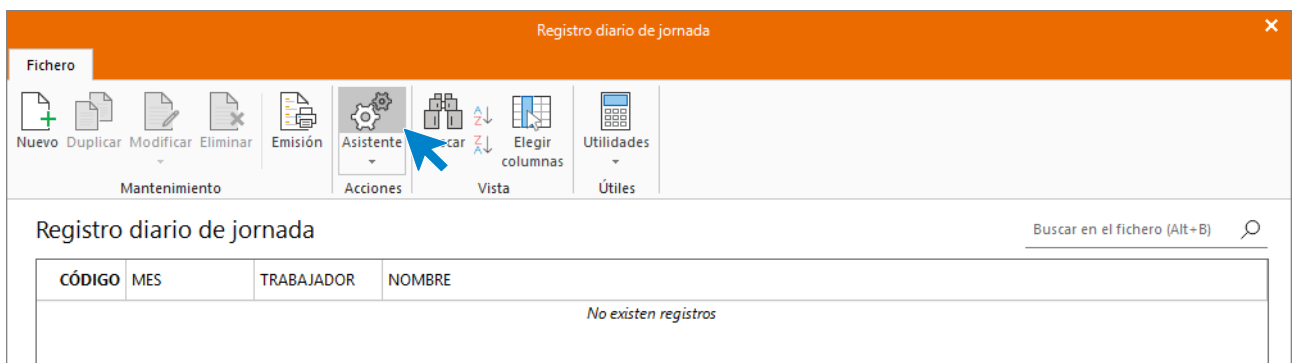 Registro diario de jornada
Fichero
Nuevo Duplicar Modificar Eliminar Emisión Asistente car Elegir columnas Utilidades
Mantenimiento Acciones Vista Útiles
Registro diario de jornada
Buscar en el fichero (Alt+B)
CÓDIGO MES TRABAJADOR NOMBRE
No existen registros